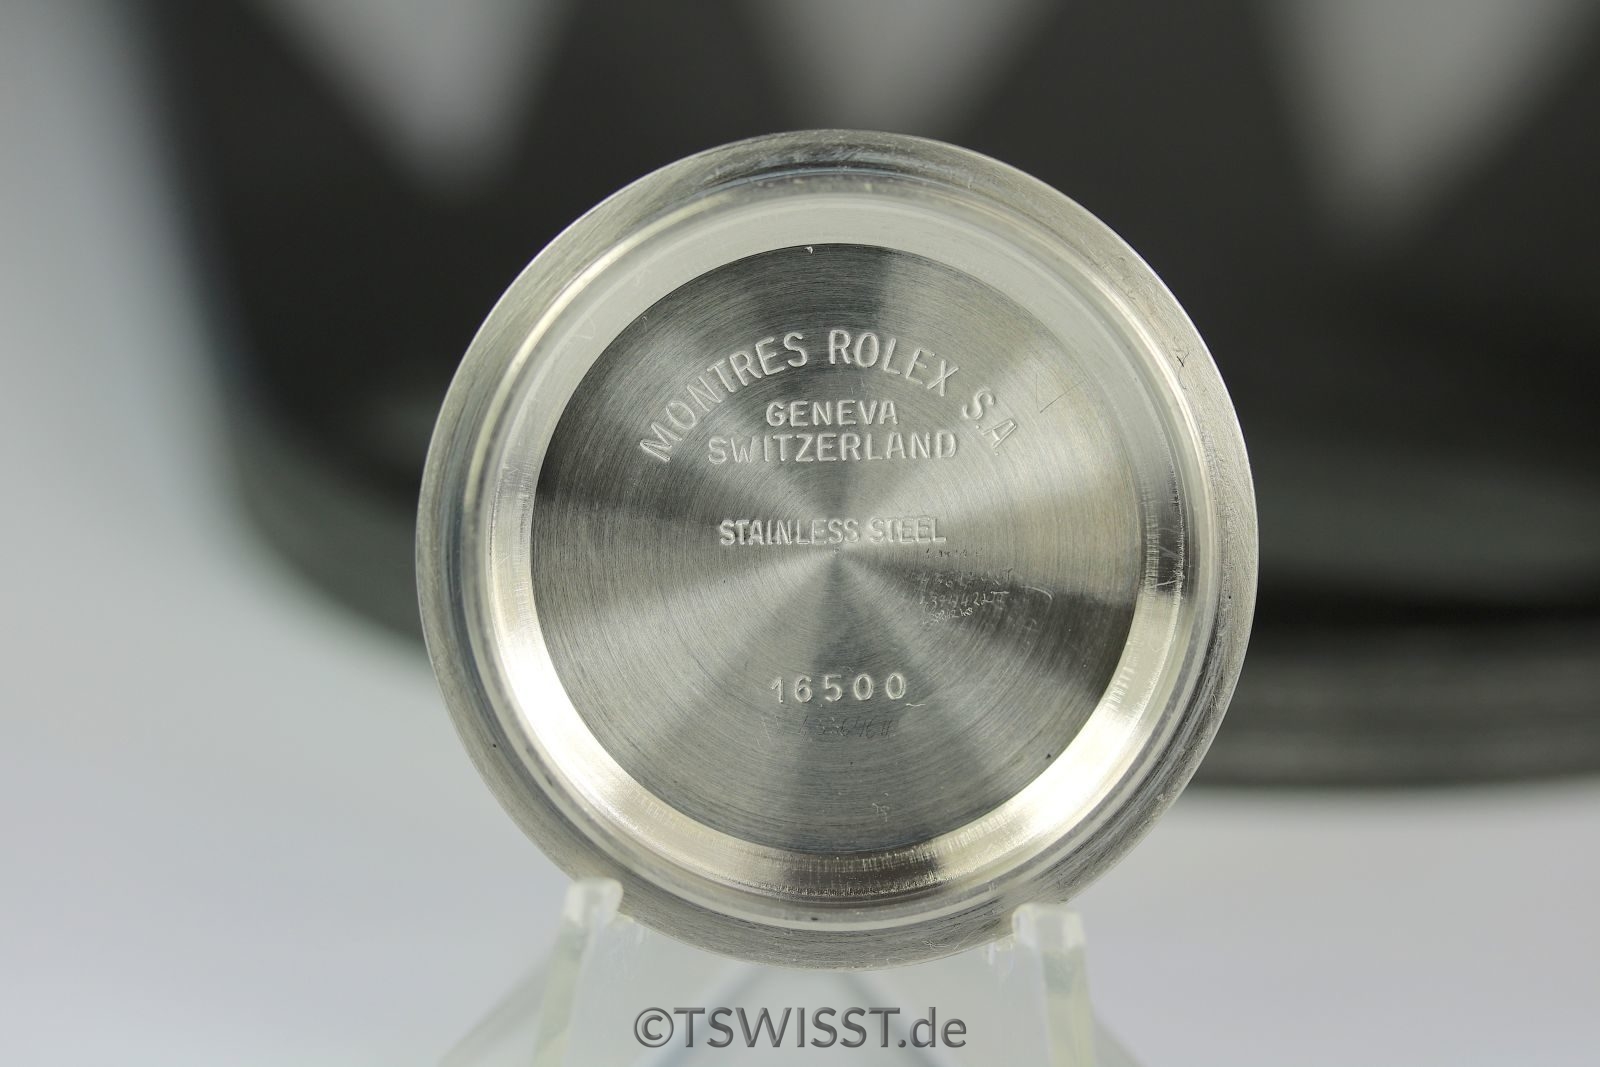 MONTRES ROLEX S.A
GENEVA
SWITZERLAND
STAINLESS STEEL
16500
©TSWISST.de